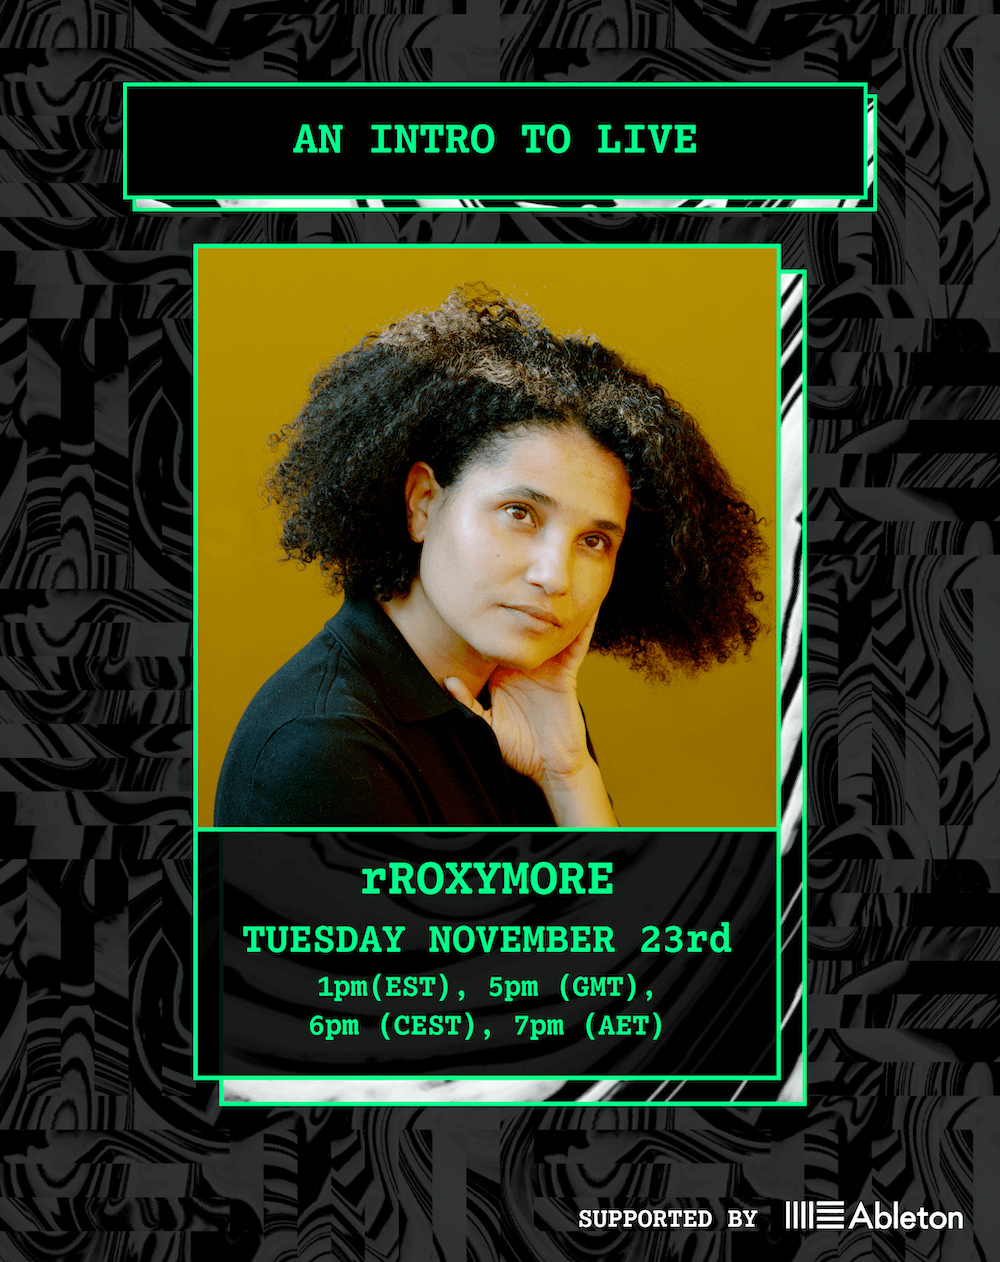 AN INTRO TO LIVE
rROXYMORE
TUESDAY NOVEMBER 23rd
1pm(EST), 5pm (GMT),
6pm (CEST), 7pm (AET)
SUPPORTED BY Ableton